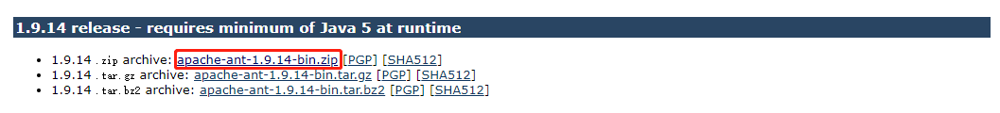 1.9.14 release - requires minimum of Java 5 at runtime
• 1.9.14 .zip archive: apache-ant-1.9.14-bin.zip [PGP] [SHA512]
• 1.9.14 .tar.gz archive: apache-ant-1.9.14-bin.tar.gz [PGP] [SHA512]
• 1.9.14 .tar.bz2 archive: apache-ant-1.9.14-bin.tar.bz2 [PGP] [SHA512]